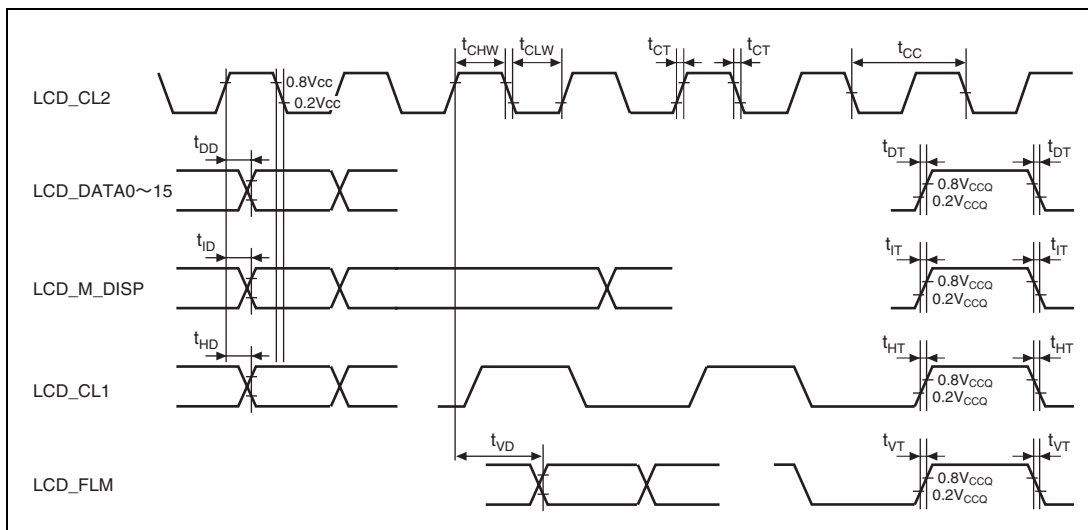 tCHW tCLW tCT tCT tCC
LCD_CL2
0.8Vcc
0.2Vcc
tDD
tDT tDT
LCD_DATA0～15
0.8VCCQ
0.2VCCQ
tID
tIT tIT
LCD_M_DISP
0.8VCCQ
0.2VCCQ
tHD
tHT tHT
LCD_CL1
0.8VCCQ
0.2VCCQ
tVD
tVT tVT
LCD_FLM
0.8VCCQ
0.2VCCQ